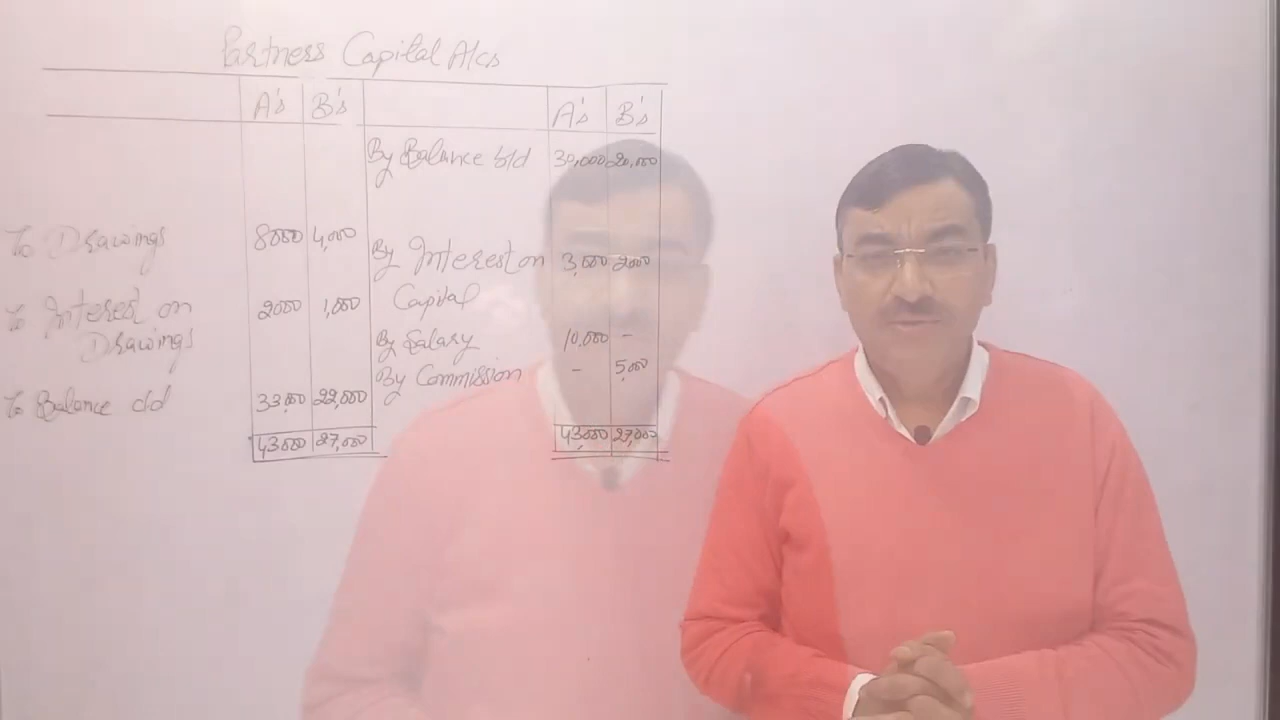 Partners Capital A/cs
A's B's A's B's
By Balance b/d 30,000 20,000
To Drawings 8000 4,000
By Interest on 3,000 2000
Capital
To Interest on 2000 1,000
Drawings
By Salary 10,000 -
By Commission - 5,000
To Balance c/d 33,000 22,000
43000 27,000 43,000 27,000